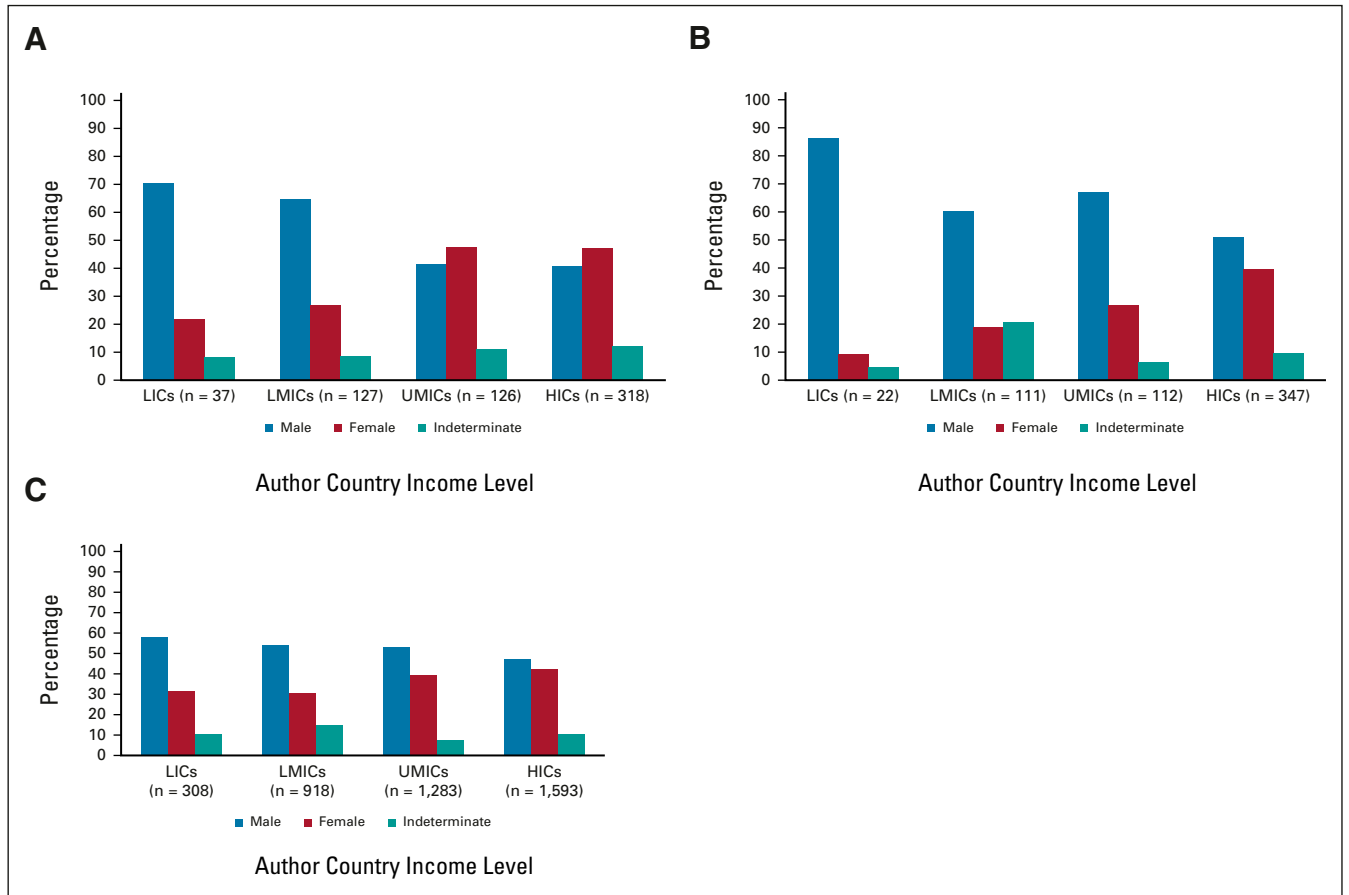 A
Percentage
100
90
80
70
60
50
40
30
20
10
0
LICs (n = 37) LMICs (n = 127) UMICs (n = 126) HICs (n = 318)
Male Female Indeterminate
Author Country Income Level
B
Percentage
100
90
80
70
60
50
40
30
20
10
0
LICs (n = 22) LMICs (n = 111) UMICs (n = 112) HICs (n = 347)
Male Female Indeterminate
Author Country Income Level
C
Percentage
100
90
80
70
60
50
40
30
20
10
0
LICs LMICs UMICs HICs
(n = 308) (n = 918) (n = 1,283) (n = 1,593)
Male Female Indeterminate
Author Country Income Level